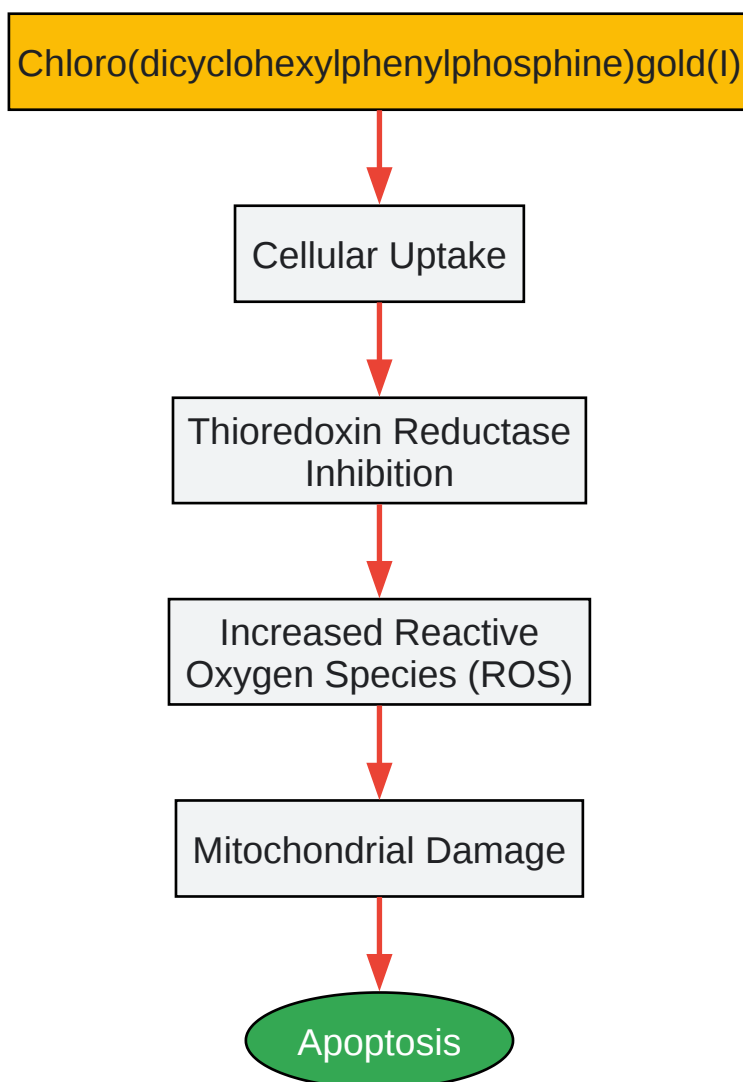 Chloro(dicyclohexylphenylphosphine)gold(I)
Cellular Uptake
Thioredoxin Reductase
Inhibition
Increased Reactive
Oxygen Species (ROS)
Mitochondrial Damage
Apoptosis